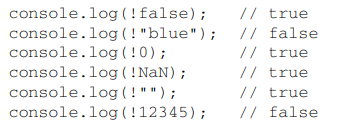 console.log(!false);   // true
console.log(!"blue");  // false
console.log(!0);       // true
console.log(!NaN);     // true
console.log(!"");      // true
console.log(!12345);   // false